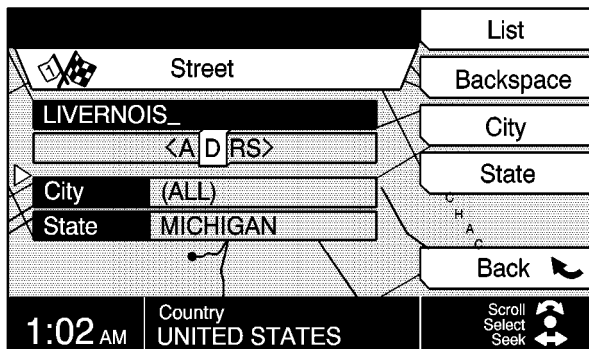 List
1
Street
Backspace
LIVERNOIS_
City
<A D RS>
State
City (ALL)
State MICHIGAN
C
H
A
C
Back
1:02 AM
Country
UNITED STATES
Scroll
Select
Seek